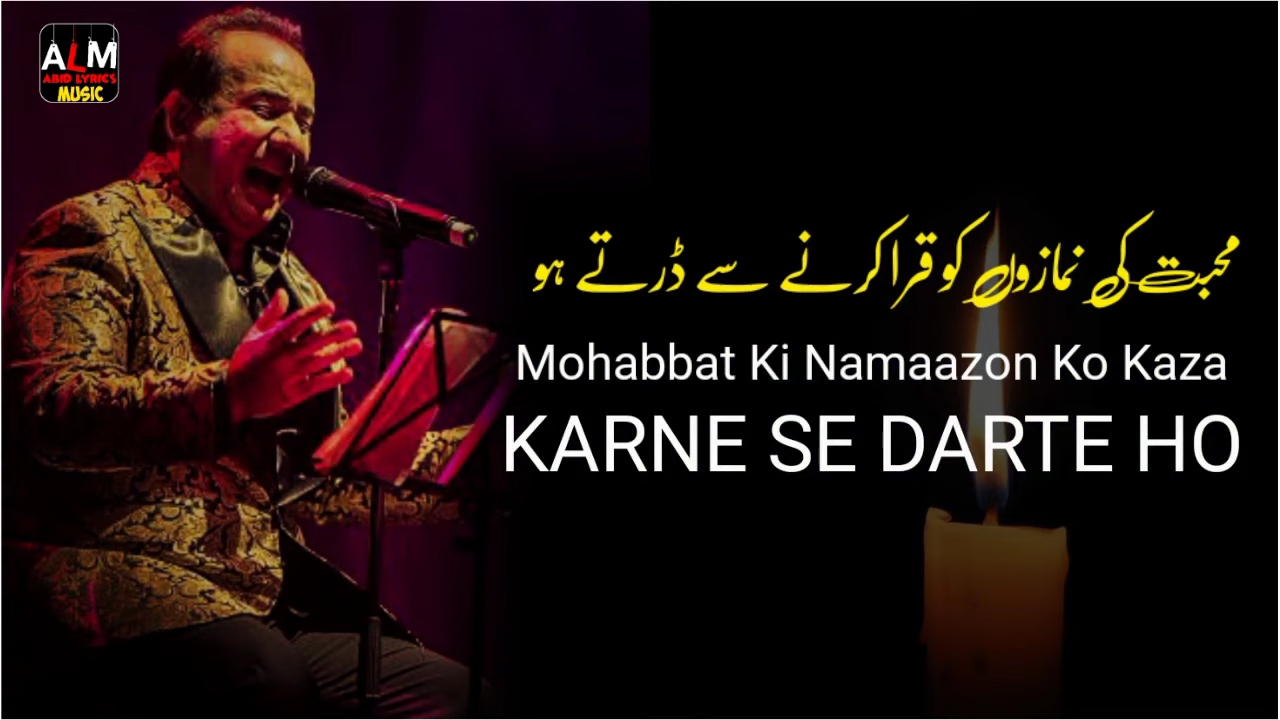 ALM
ABID LYRICS
MUSIC
محبت کی نمازوں کو قرا کرنے سے ڈرتے ہو
Mohabbat Ki Namaazon Ko Kaza
KARNE SE DARTE HO